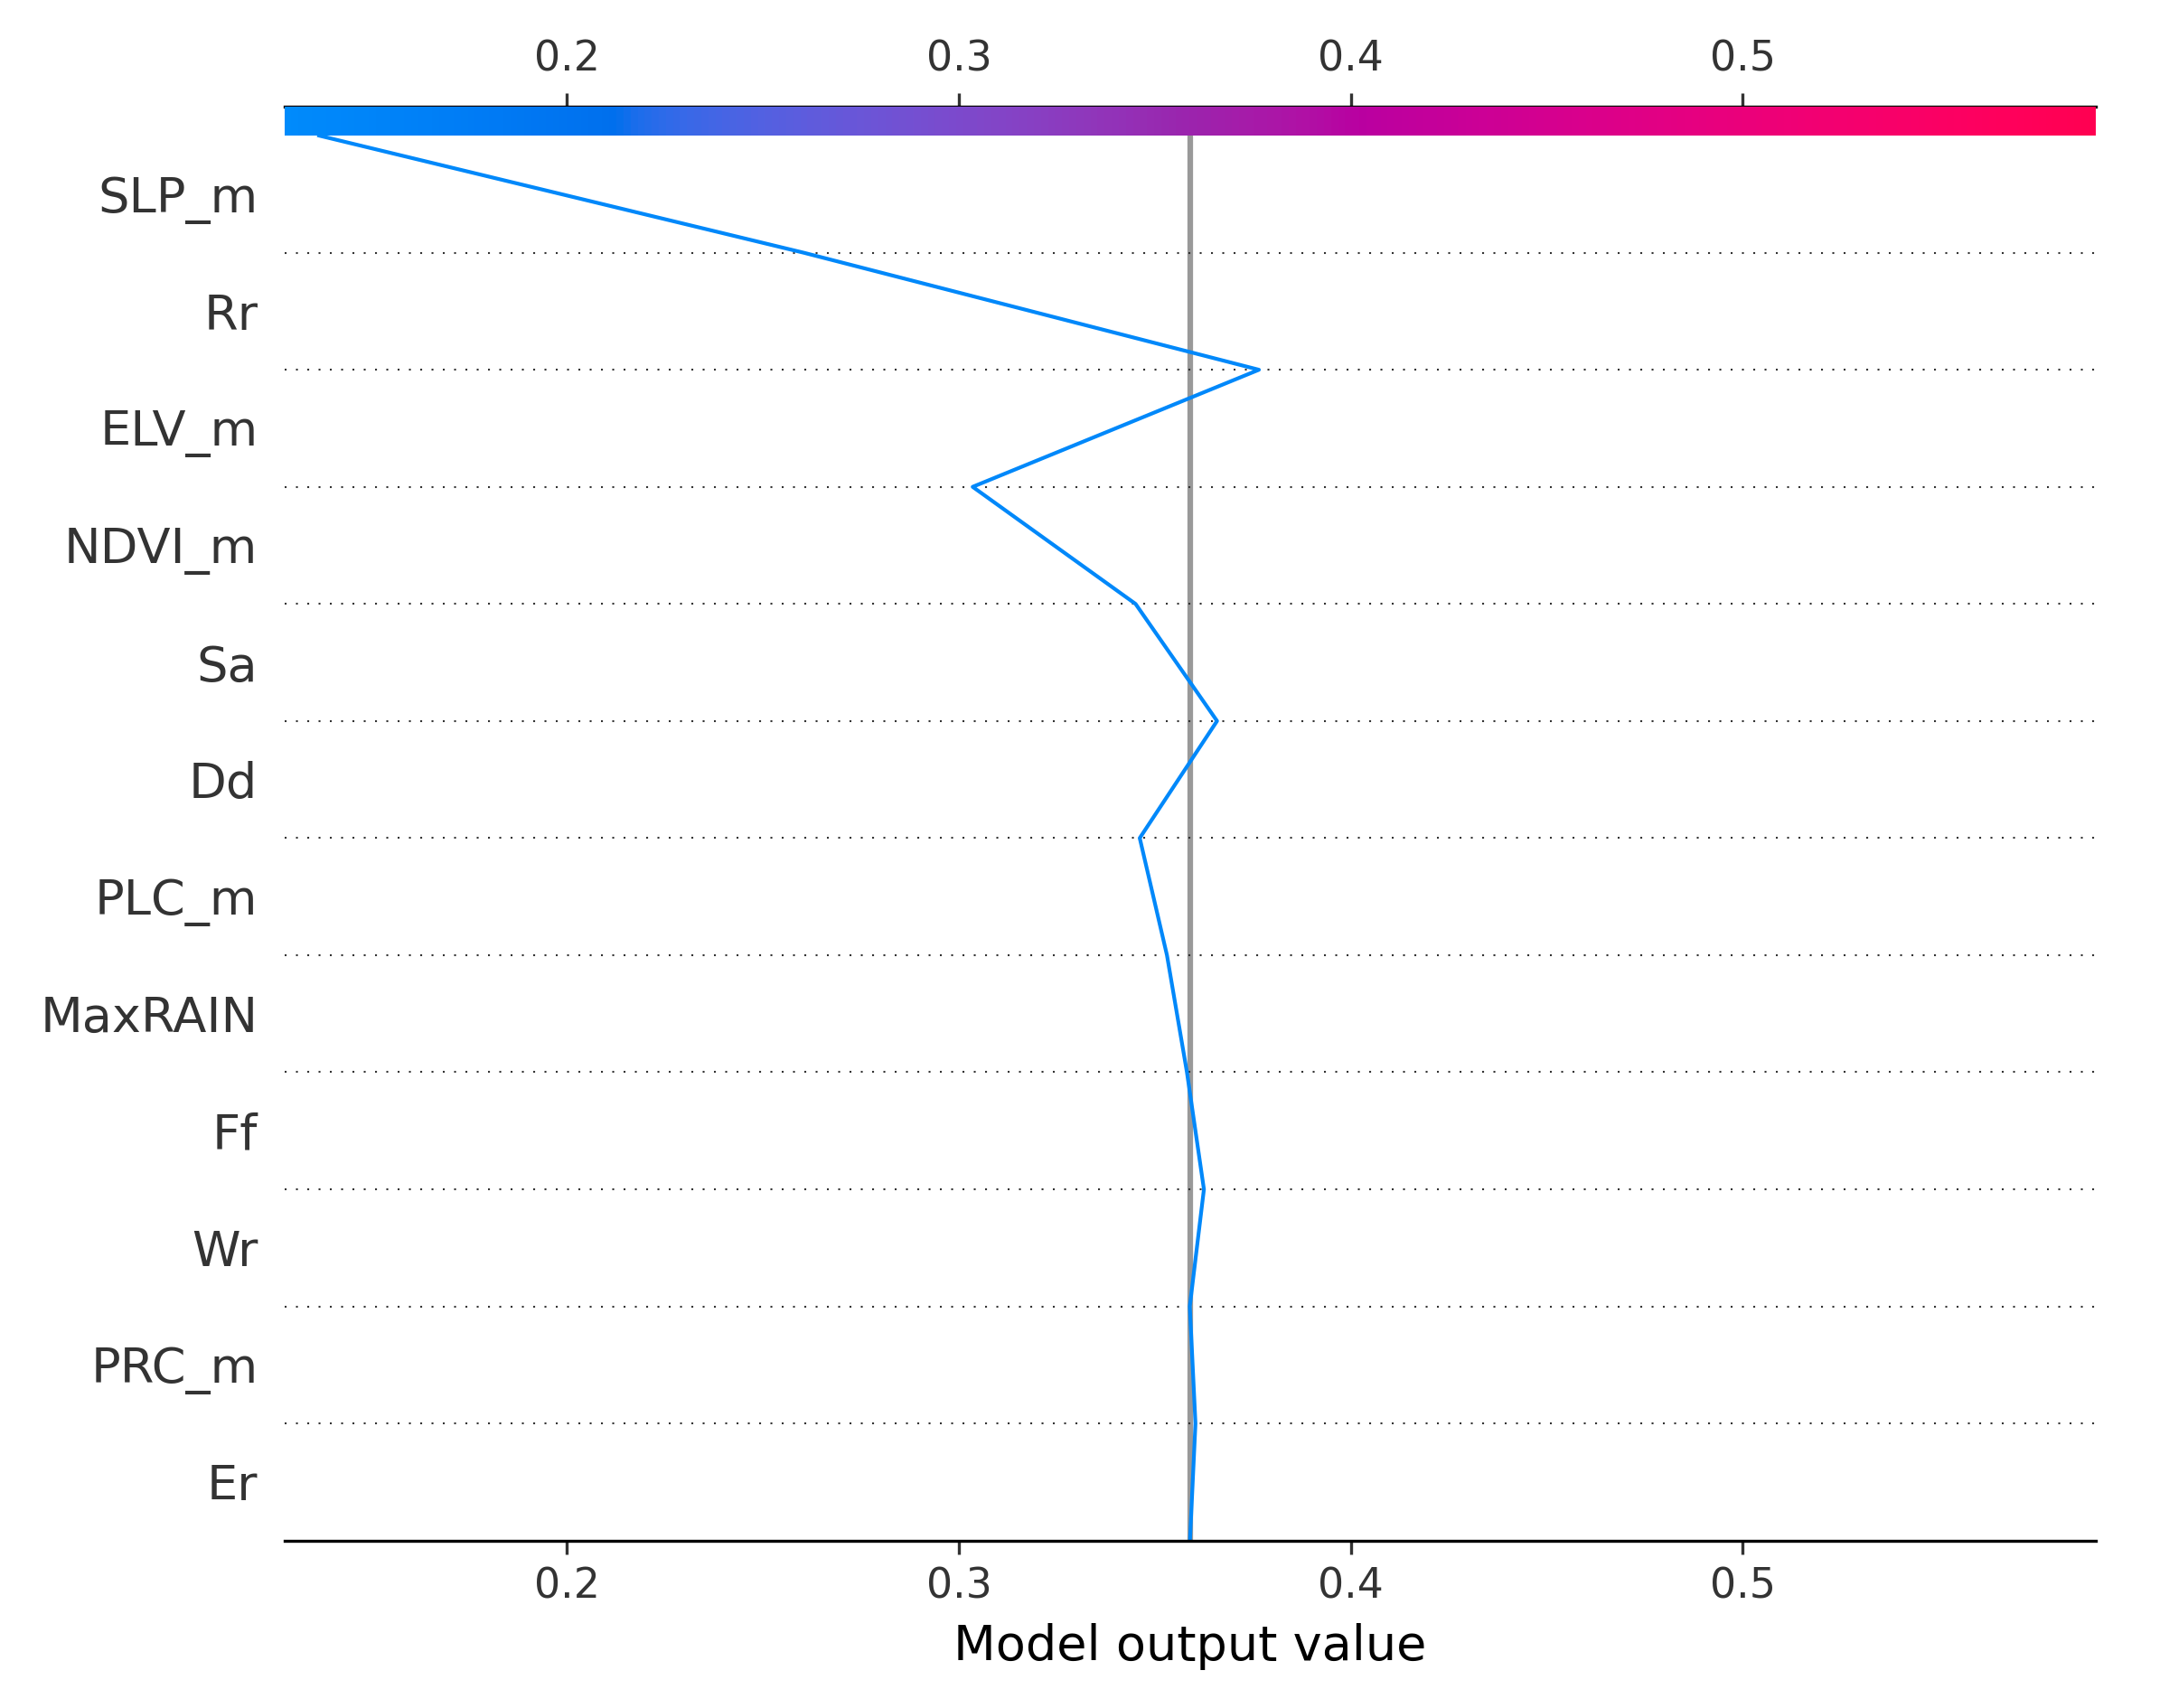 0.2 0.3 0.4 0.5
SLP_m
Rr
ELV_m
NDVI_m
Sa
Dd
PLC_m
MaxRAIN
Ff
Wr
PRC_m
Er
0.2 0.3 0.4 0.5
Model output value